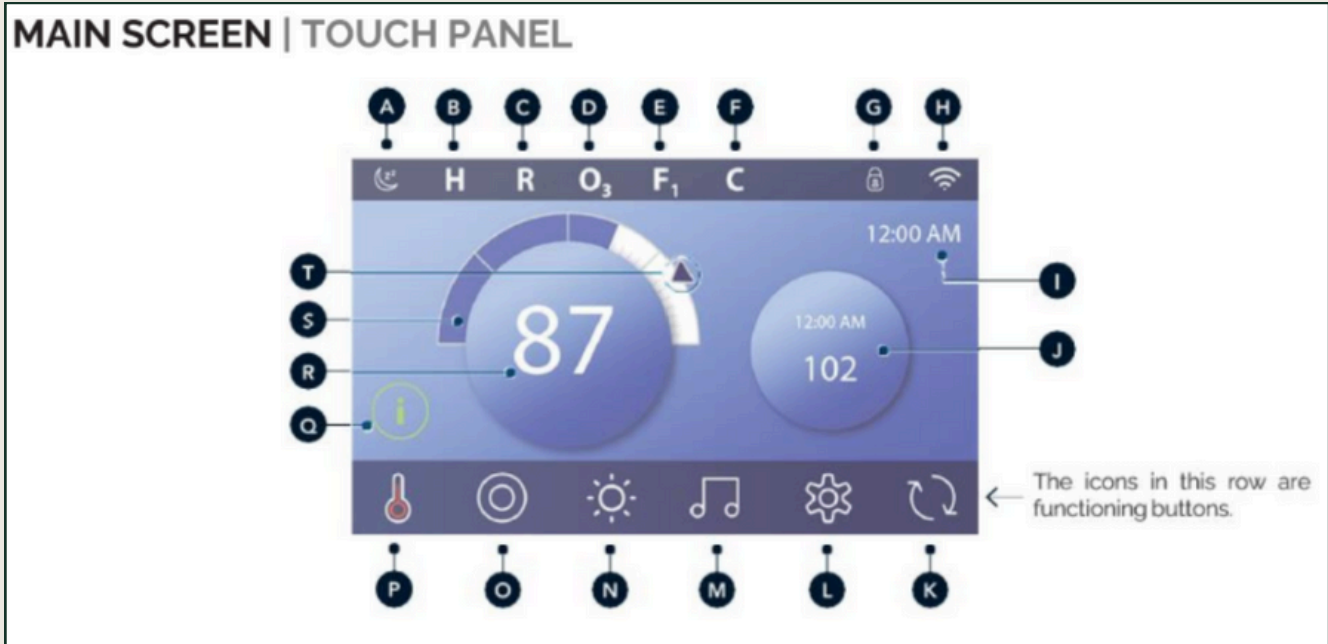 MAIN SCREEN | TOUCH PANEL
A B C D E F G H
H R O₃ F₁ C
12:00 AM
T
I
S
87
12:00 AM
J
R
102
i
Q
The icons in this row are
functioning buttons.
P O N M L K